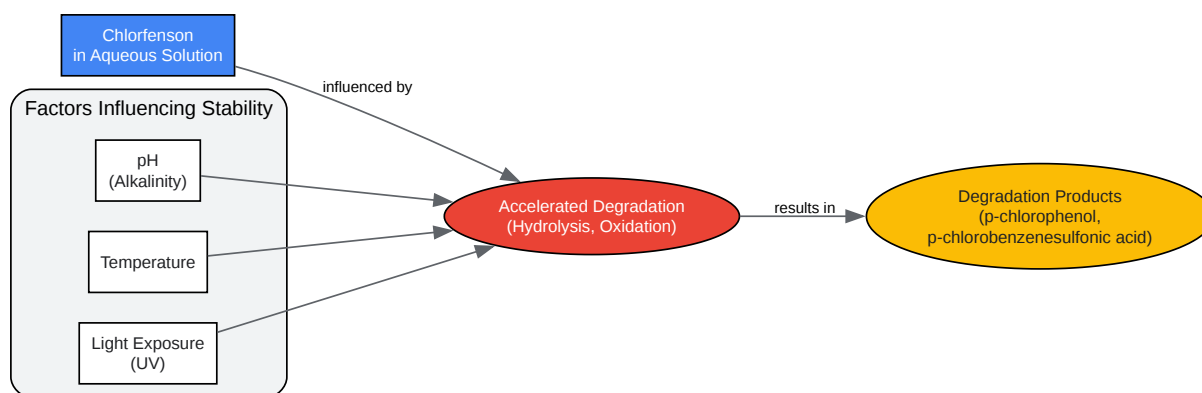 Chlorfenson
in Aqueous Solution
influenced by
Factors Influencing Stability
pH
(Alkalinity)
Temperature
Light Exposure
(UV)
Accelerated Degradation
(Hydrolysis, Oxidation)
results in
Degradation Products
(p-chlorophenol,
p-chlorobenzenesulfonic acid)